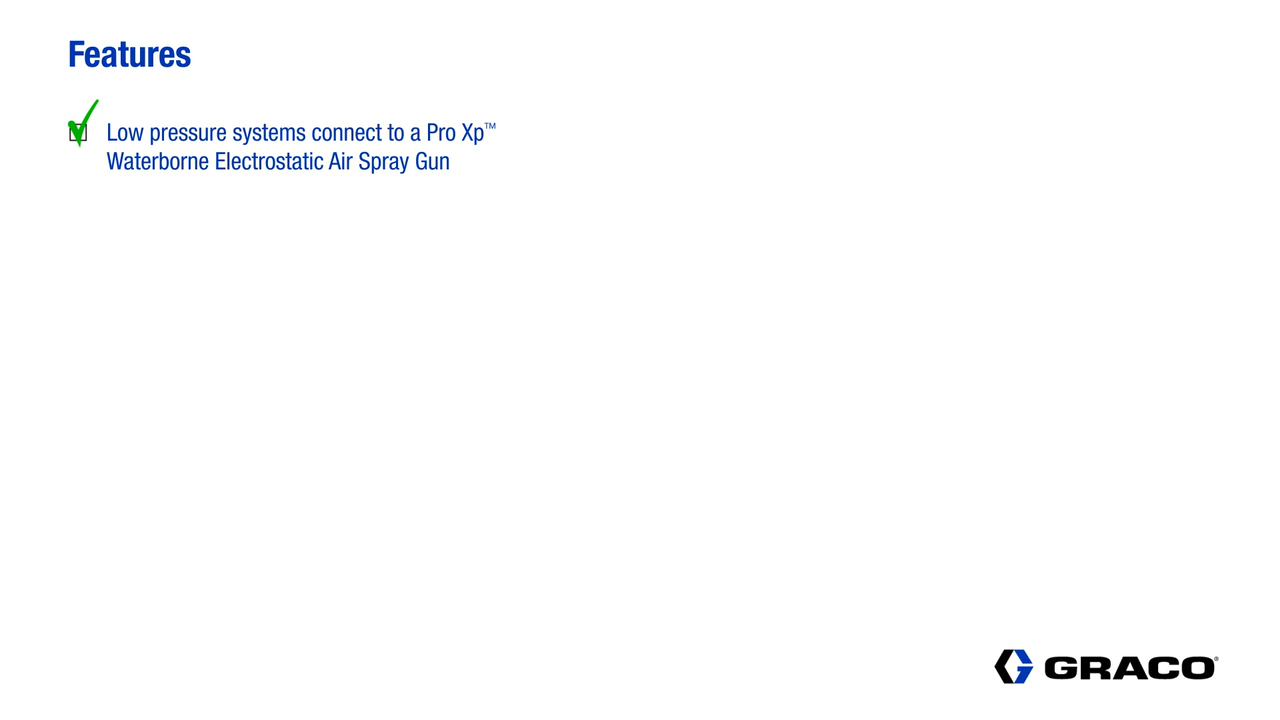 Features
Low pressure systems connect to a Pro Xp™
Waterborne Electrostatic Air Spray Gun
GRACO®